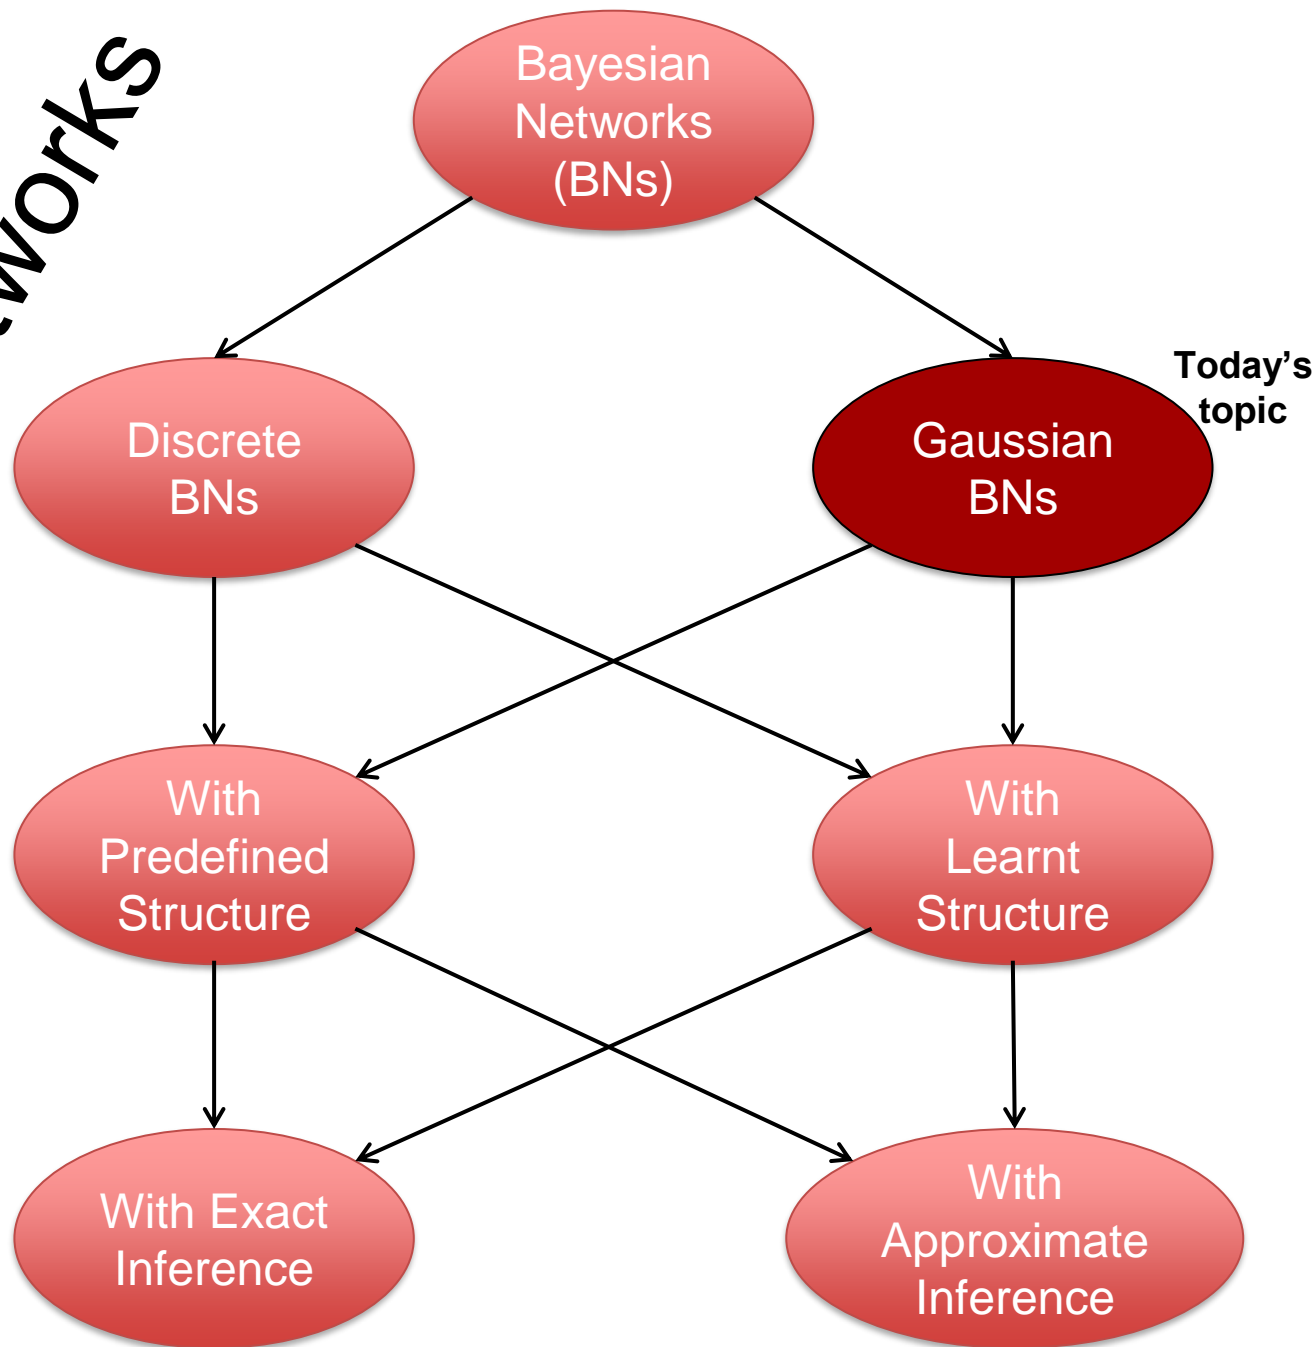 Bayesian
Networks
(BNs)
Today’s
topic
Discrete
BNs
Gaussian
BNs
With
Predefined
Structure
With
Learnt
Structure
With Exact
Inference
With
Approximate
Inference